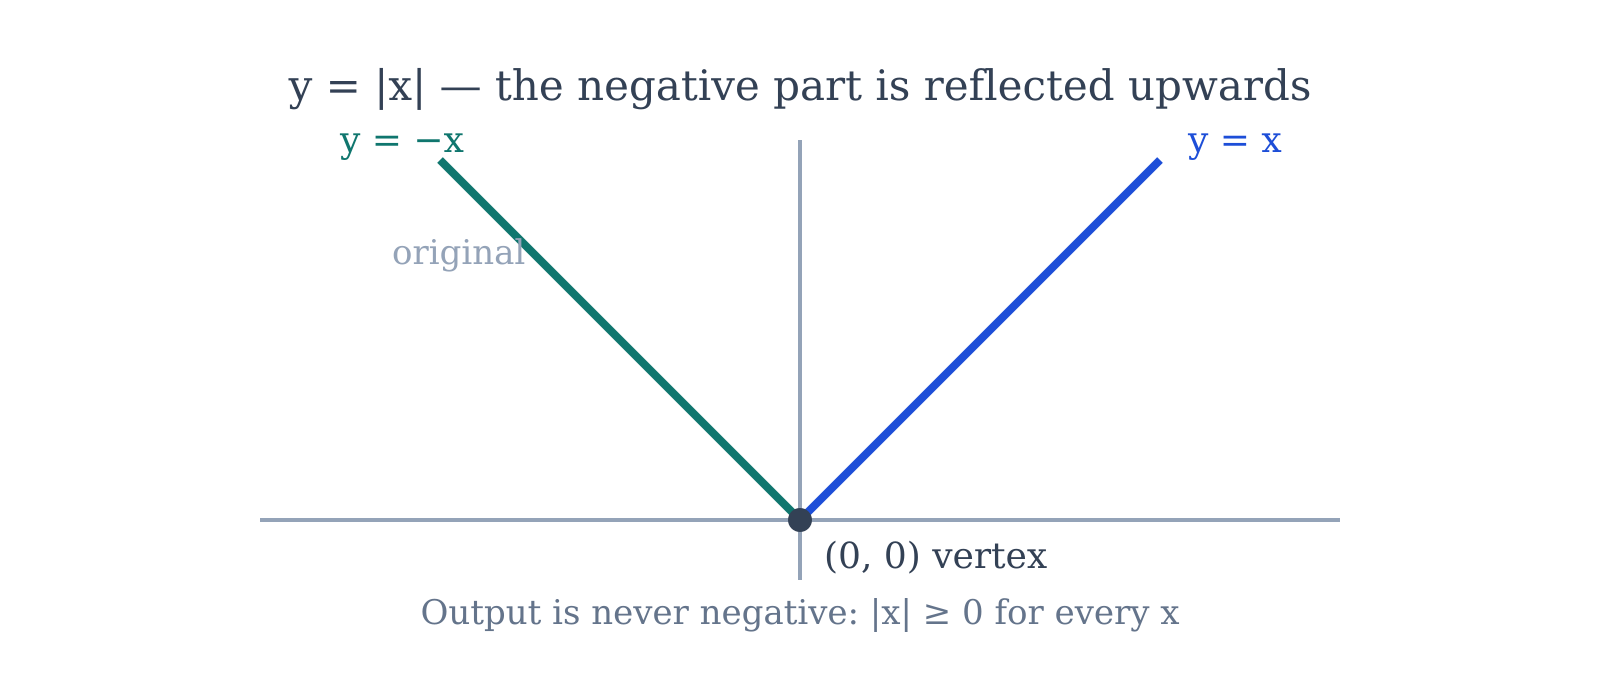 y = |x| — the negative part is reflected upwards
y = −x
y = x
original
(0, 0) vertex
Output is never negative: |x| ≥ 0 for every x